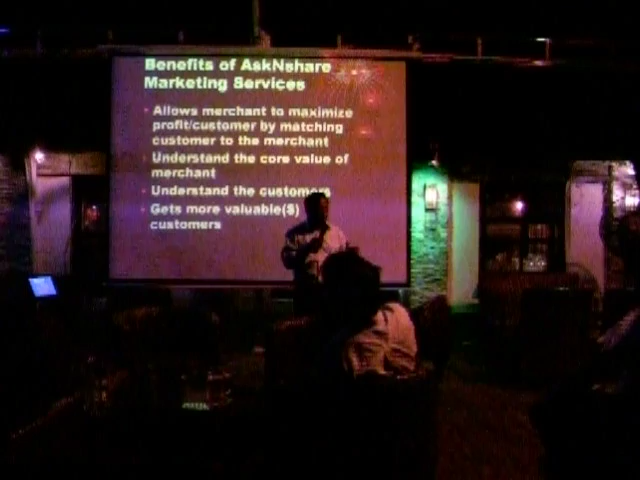 Benefits of AskNshare
Marketing Services
Allows merchant to maximize
profit/customer by matching
customer to the merchant
Understand the core value of
merchant
Understand the customers
Gets more valuable($)
customers